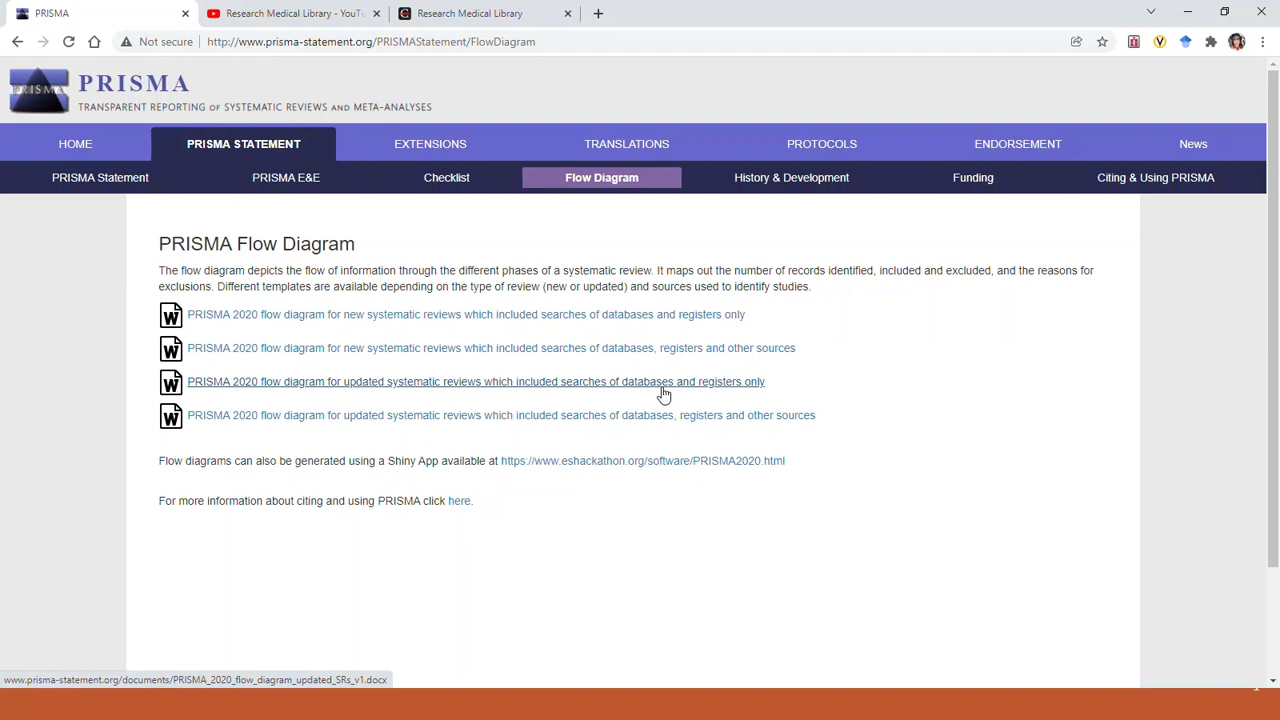 PRISMA
Research Medical Library - YouTu
Research Medical Library
Not secure
http://www.prisma-statement.org/PRISMAStatement/FlowDiagram
PRISMA
PRISMA
TRANSPARENT REPORTING of SYSTEMATIC REVIEWS and META-ANALYSES
HOME
PRISMA STATEMENT
EXTENSIONS
TRANSLATIONS
PROTOCOLS
ENDORSEMENT
News
PRISMA Statement
PRISMA E&E
Checklist
Flow Diagram
History & Development
Funding
Citing & Using PRISMA
PRISMA Flow Diagram
The flow diagram depicts the flow of information through the different phases of a systematic review. It maps out the number of records identified, included and excluded, and the reasons for
exclusions. Different templates are available depending on the type of review (new or updated) and sources used to identify studies.
W PRISMA 2020 flow diagram for new systematic reviews which included searches of databases and registers only
W PRISMA 2020 flow diagram for new systematic reviews which included searches of databases, registers and other sources
W PRISMA 2020 flow diagram for updated systematic reviews which included searches of databases and registers only
W PRISMA 2020 flow diagram for updated systematic reviews which included searches of databases, registers and other sources
Flow diagrams can also be generated using a Shiny App available at https://www.eshackathon.org/software/PRISMA2020.html
For more information about citing and using PRISMA click here.
www.prisma-statement.org/documents/PRISMA_2020_flow_diagram_updated_SRs_v1.docx